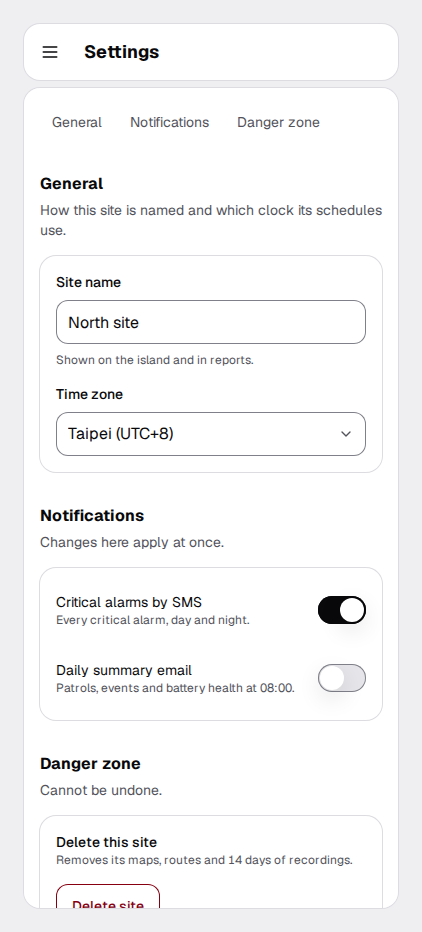 Settings
General Notifications Danger zone
General
How this site is named and which clock its schedules
use.
Site name
North site
Shown on the island and in reports.
Time zone
Taipei (UTC+8)
Notifications
Changes here apply at once.
Critical alarms by SMS
Every critical alarm, day and night.
Daily summary email
Patrols, events and battery health at 08:00.
Danger zone
Cannot be undone.
Delete this site
Removes its maps, routes and 14 days of recordings.
Delete site